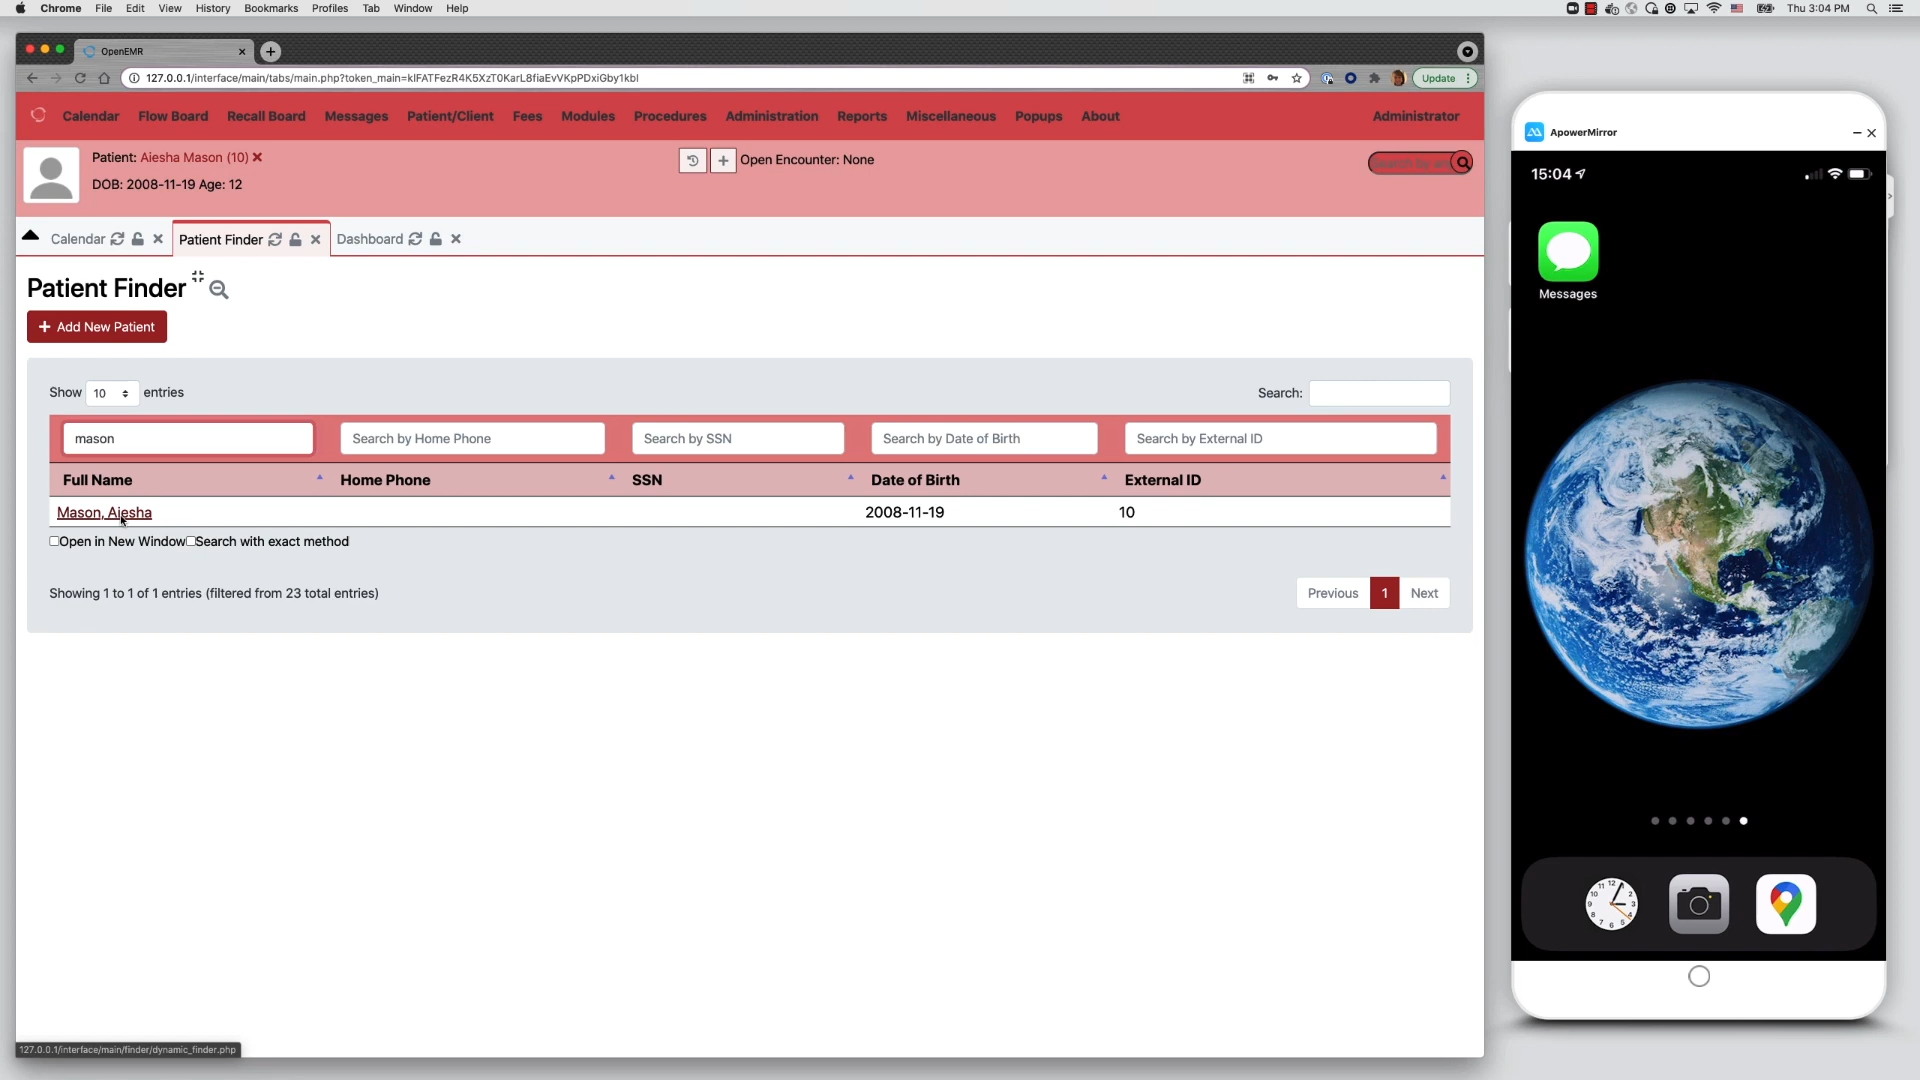 Chrome File Edit View History Bookmarks Profiles Tab Window Help
Thu 3:04 PM
OpenEMR
127.0.0.1/interface/main/tabs/main.php?token_main=kIFATFezR4K5XzT0KarL8fiaEvVKpPDxiGby1kbI
Update
Calendar Flow Board Recall Board Messages Patient/Client Fees Modules Procedures Administration Reports Miscellaneous Popups About Administrator
Patient: Aiesha Mason (10)
DOB: 2008-11-19 Age: 12
Open Encounter: None
Calendar Patient Finder Dashboard
Patient Finder
Add New Patient
Show 10 entries
Search:
mason Search by Home Phone Search by SSN Search by Date of Birth Search by External ID
Full Name Home Phone SSN Date of Birth External ID
Mason, Aiesha 2008-11-19 10
Open in New Window Search with exact method
Showing 1 to 1 of 1 entries (filtered from 23 total entries)
Previous 1 Next
127.0.0.1/interface/main/finder/dynamic_finder.php
ApowerMirror
15:04
Messages